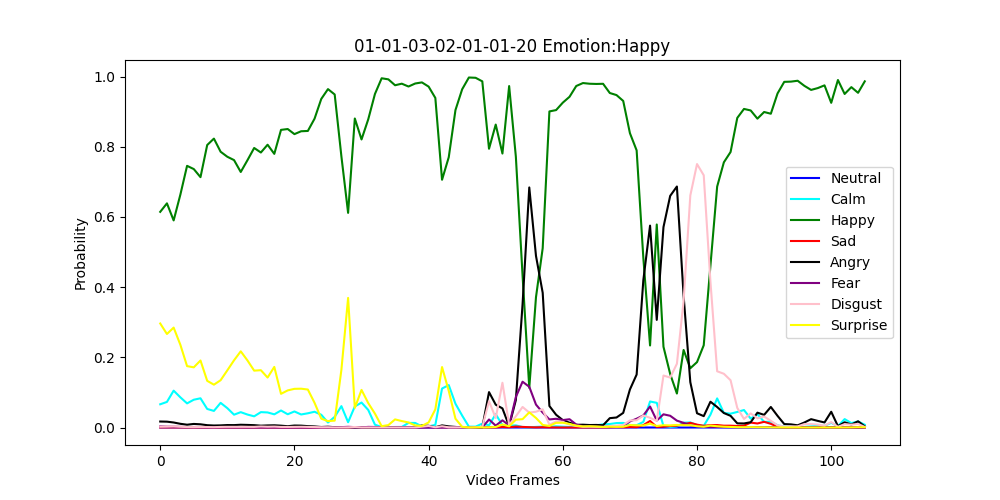 01-01-03-02-01-01-20 Emotion:Happy
1.0
0.8
0.6
0.4
0.2
0.0
Probability
0 20 40 60 80 100
Video Frames
Neutral
Calm
Happy
Sad
Angry
Fear
Disgust
Surprise